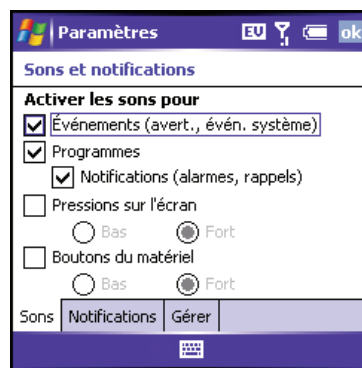 Paramètres EV ok
Sons et notifications
Activer les sons pour
Événements (avert., évén. système)
Programmes
Notifications (alarmes, rappels)
Pressions sur l'écran
Bas Fort
Boutons du matériel
Bas Fort
Sons Notifications Gérer